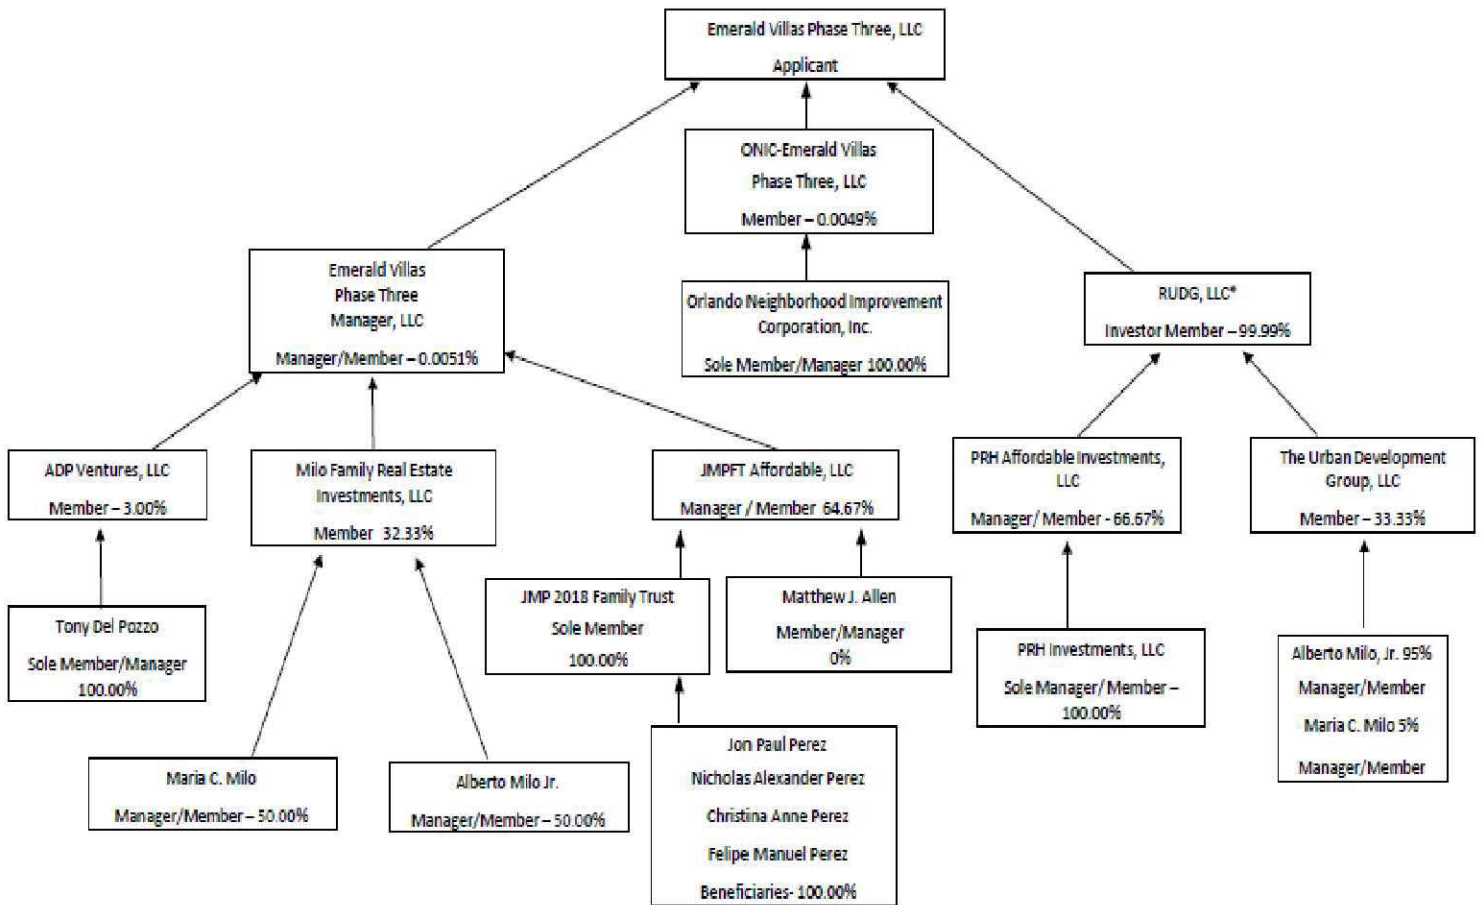 Emerald Villas Phase Three, LLC
Applicant
ONIC-Emerald Villas
Phase Three, LLC
Member – 0.0049%
Emerald Villas
Phase Three
Manager, LLC
Manager/Member – 0.0051%
Orlando Neighborhood Improvement
Corporation, Inc.
Sole Member/Manager 100.00%
RUDG, LLC*
Investor Member – 99.99%
ADP Ventures, LLC
Member – 3.00%
Milo Family Real Estate
Investments, LLC
Member 32.33%
JMPFT Affordable, LLC
Manager / Member 64.67%
PRH Affordable Investments,
LLC
Manager/ Member - 66.67%
The Urban Development
Group, LLC
Member – 33.33%
Tony Del Pozzo
Sole Member/Manager
100.00%
JMP 2018 Family Trust
Sole Member
100.00%
Matthew J. Allen
Member/Manager
0%
PRH Investments, LLC
Sole Manager/ Member –
100.00%
Alberto Milo, Jr. 95%
Manager/Member
Maria C. Milo 5%
Manager/Member
Maria C. Milo
Manager/Member – 50.00%
Alberto Milo Jr.
Manager/Member – 50.00%
Jon Paul Perez
Nicholas Alexander Perez
Christina Anne Perez
Felipe Manuel Perez
Beneficiaries- 100.00%